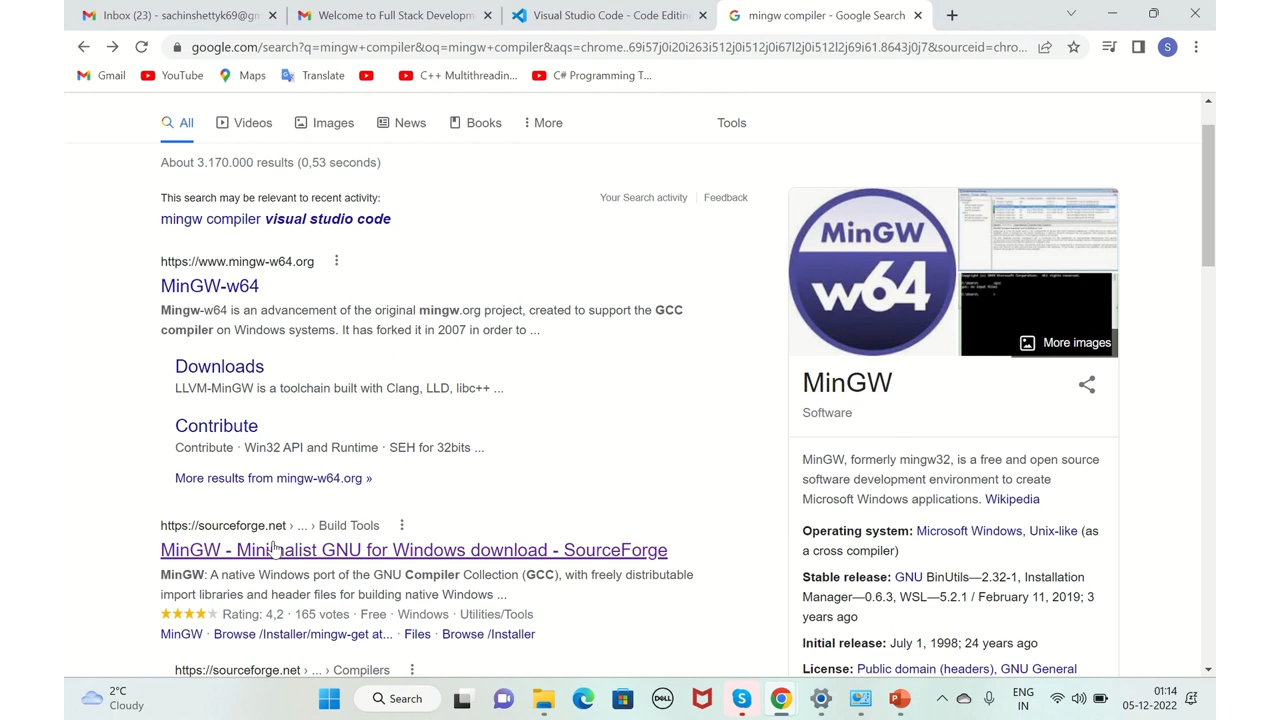 Inbox (23) - sachinshettyk69@gm
Welcome to Full Stack Developm
Visual Studio Code - Code Editing
mingw compiler - Google Search
google.com/search?q=mingw+compiler&oq=mingw+compiler&aqs=chrome..69i57j0i20i263i512j0i512j0i67l2j0i512l2j69i61.8643j0j7&sourceid=chro...
S
Gmail
YouTube
Maps
Translate
C++ Multithreadin...
C# Programming T...
All
Videos
Images
News
Books
More
Tools
About 3.170.000 results (0,53 seconds)
This search may be relevant to recent activity:
Your Search activity
Feedback
mingw compiler visual studio code
https://www.mingw-w64.org
MinGW-w64
Mingw-w64 is an advancement of the original mingw.org project, created to support the GCC
compiler on Windows systems. It has forked it in 2007 in order to ...
Downloads
LLVM-MinGW is a toolchain built with Clang, LLD, libc++ ...
Contribute
Contribute · Win32 API and Runtime · SEH for 32bits ...
More results from mingw-w64.org »
https://sourceforge.net › ... › Build Tools
MinGW - Minimalist GNU for Windows download - SourceForge
MinGW: A native Windows port of the GNU Compiler Collection (GCC), with freely distributable
import libraries and header files for building native Windows ...
Rating: 4,2 · 165 votes · Free · Windows · Utilities/Tools
MinGW · Browse /Installer/mingw-get at... · Files · Browse /Installer
https://sourceforge.net › ... › Compilers
MinGW
w64
More images
MinGW
Software
MinGW, formerly mingw32, is a free and open source
software development environment to create
Microsoft Windows applications. Wikipedia
Operating system: Microsoft Windows, Unix-like (as
a cross compiler)
Stable release: GNU BinUtils—2.32-1, Installation
Manager—0.6.3, WSL—5.2.1 / February 11, 2019; 3
years ago
Initial release: July 1, 1998; 24 years ago
License: Public domain (headers), GNU General
2°C
Cloudy
Search
DELL
ENG
IN
01:14
05-12-2022